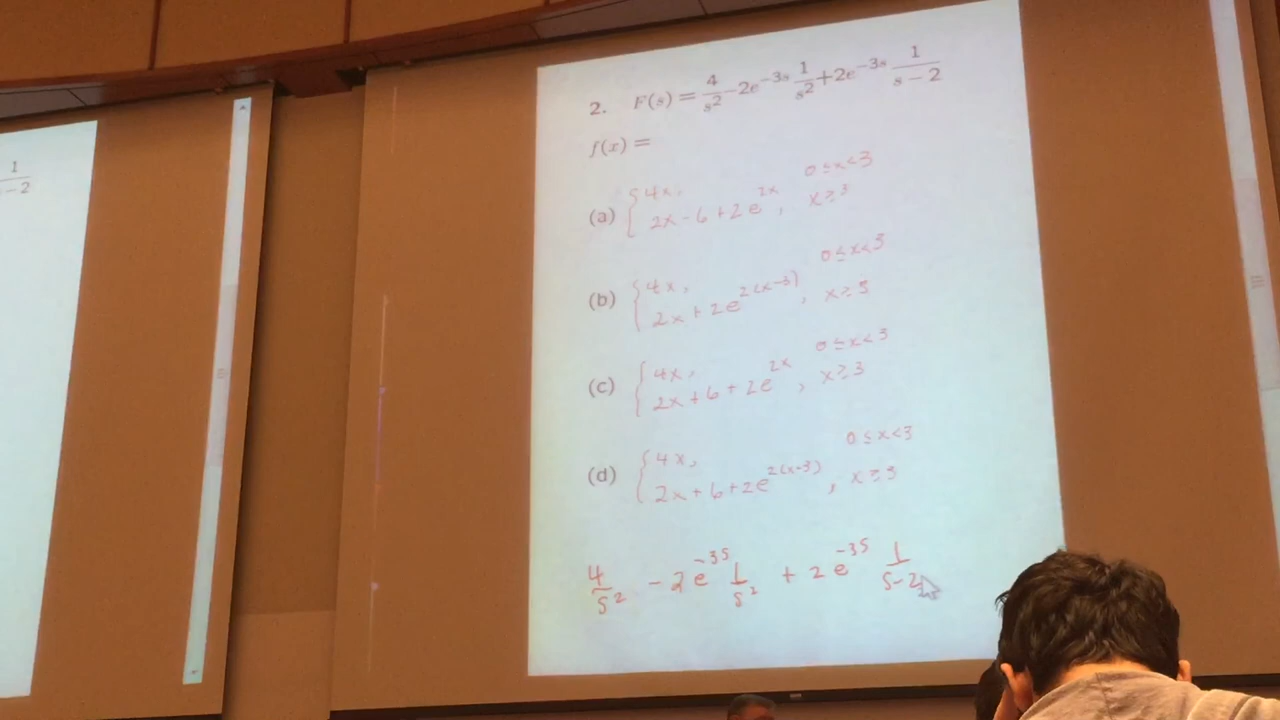 1
-2
2. F(s) = 4/s² − 2e^{−3s} 1/s² + 2e^{−3s} 1/(s − 2)
f(x) =
(a) { 4x, 0 ≤ x < 3
2x - 6 + 2e^{2x}, x ≥ 3
(b) { 4x, 0 ≤ x < 3
2x + 2e^{2(x-3)}, x ≥ 3
(c) { 4x, 0 ≤ x < 3
2x + 6 + 2e^{2x}, x ≥ 3
(d) { 4x, 0 ≤ x < 3
2x + 6 + 2e^{2(x-3)}, x ≥ 3
4/s² - 2e^{-3s} 1/s² + 2e^{-3s} 1/(s-2)